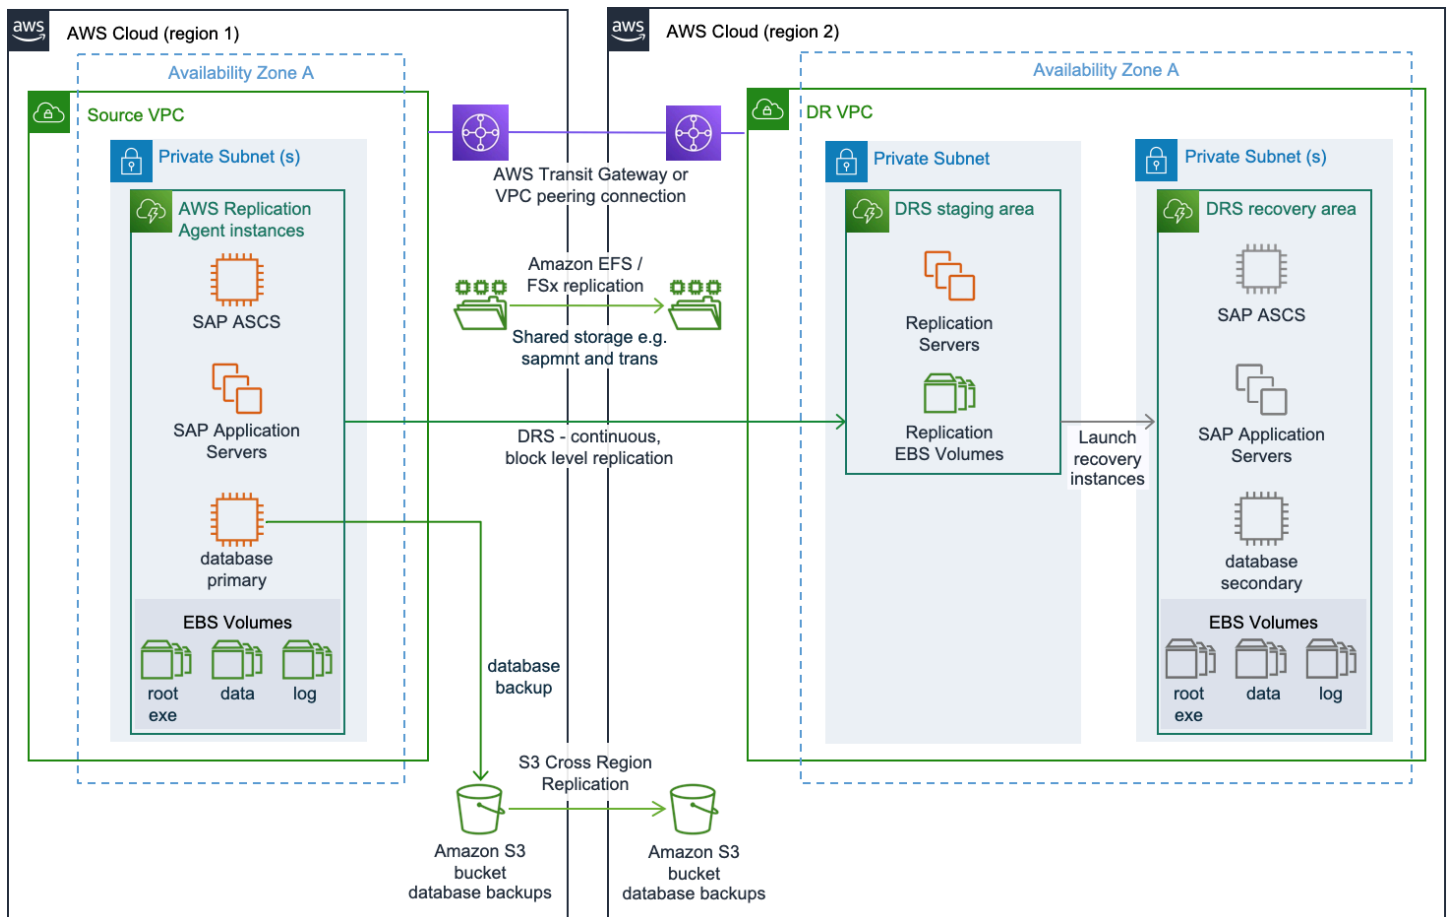 aws
AWS Cloud (region 1)
Availability Zone A
Source VPC
Private Subnet (s)
AWS Replication
Agent instances
SAP ASCS
SAP Application
Servers
database
primary
EBS Volumes
root
exe
data
log
AWS Transit Gateway or
VPC peering connection
Amazon EFS /
FSx replication
Shared storage e.g.
sapmnt and trans
DRS - continuous,
block level replication
database
backup
S3 Cross Region
Replication
Amazon S3
bucket
database backups
Amazon S3
bucket
database backups
aws
AWS Cloud (region 2)
Availability Zone A
DR VPC
Private Subnet
DRS staging area
Replication
Servers
Replication
EBS Volumes
Launch
recovery
instances
Private Subnet (s)
DRS recovery area
SAP ASCS
SAP Application
Servers
database
secondary
EBS Volumes
root
exe
data
log